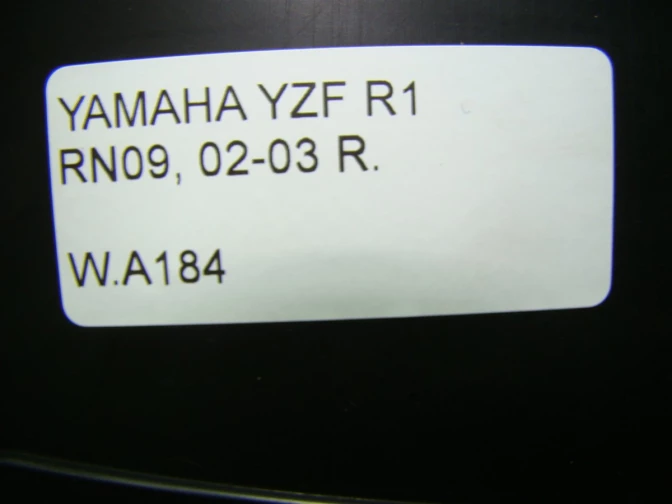 YAMAHA YZF R1
RN09, 02-03 R.
W.A184